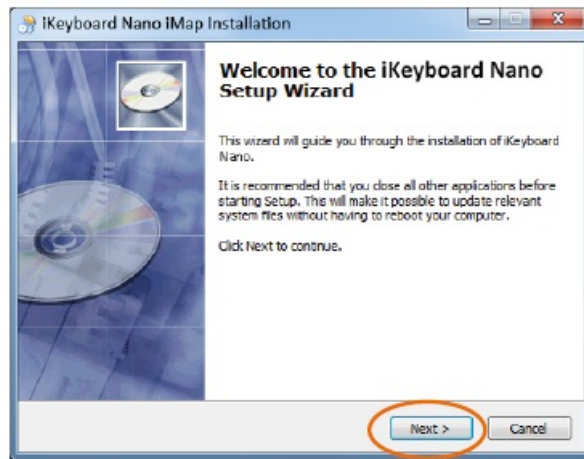 iKeyboard Nano iMap Installation
Welcome to the iKeyboard Nano
Setup Wizard
This wizard will guide you through the installation of iKeyboard
Nano.
It is recommended that you close all other applications before
starting Setup. This will make it possible to update relevant
system files without having to reboot your computer.
Click Next to continue.
Next >
Cancel